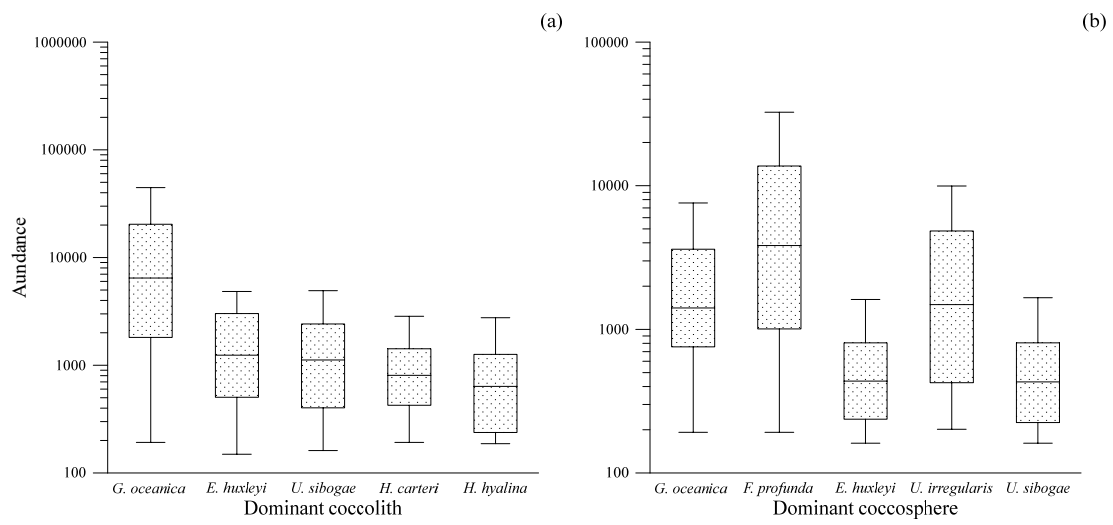 (a)
1000000
100000
10000
1000
100
Aundance
G. oceanica E. huxleyi U. sibogae H. carteri H. hyalina
Dominant coccolith
(b)
100000
10000
1000
100
G. oceanica F. profunda E. huxleyi U. irregularis U. sibogae
Dominant coccosphere